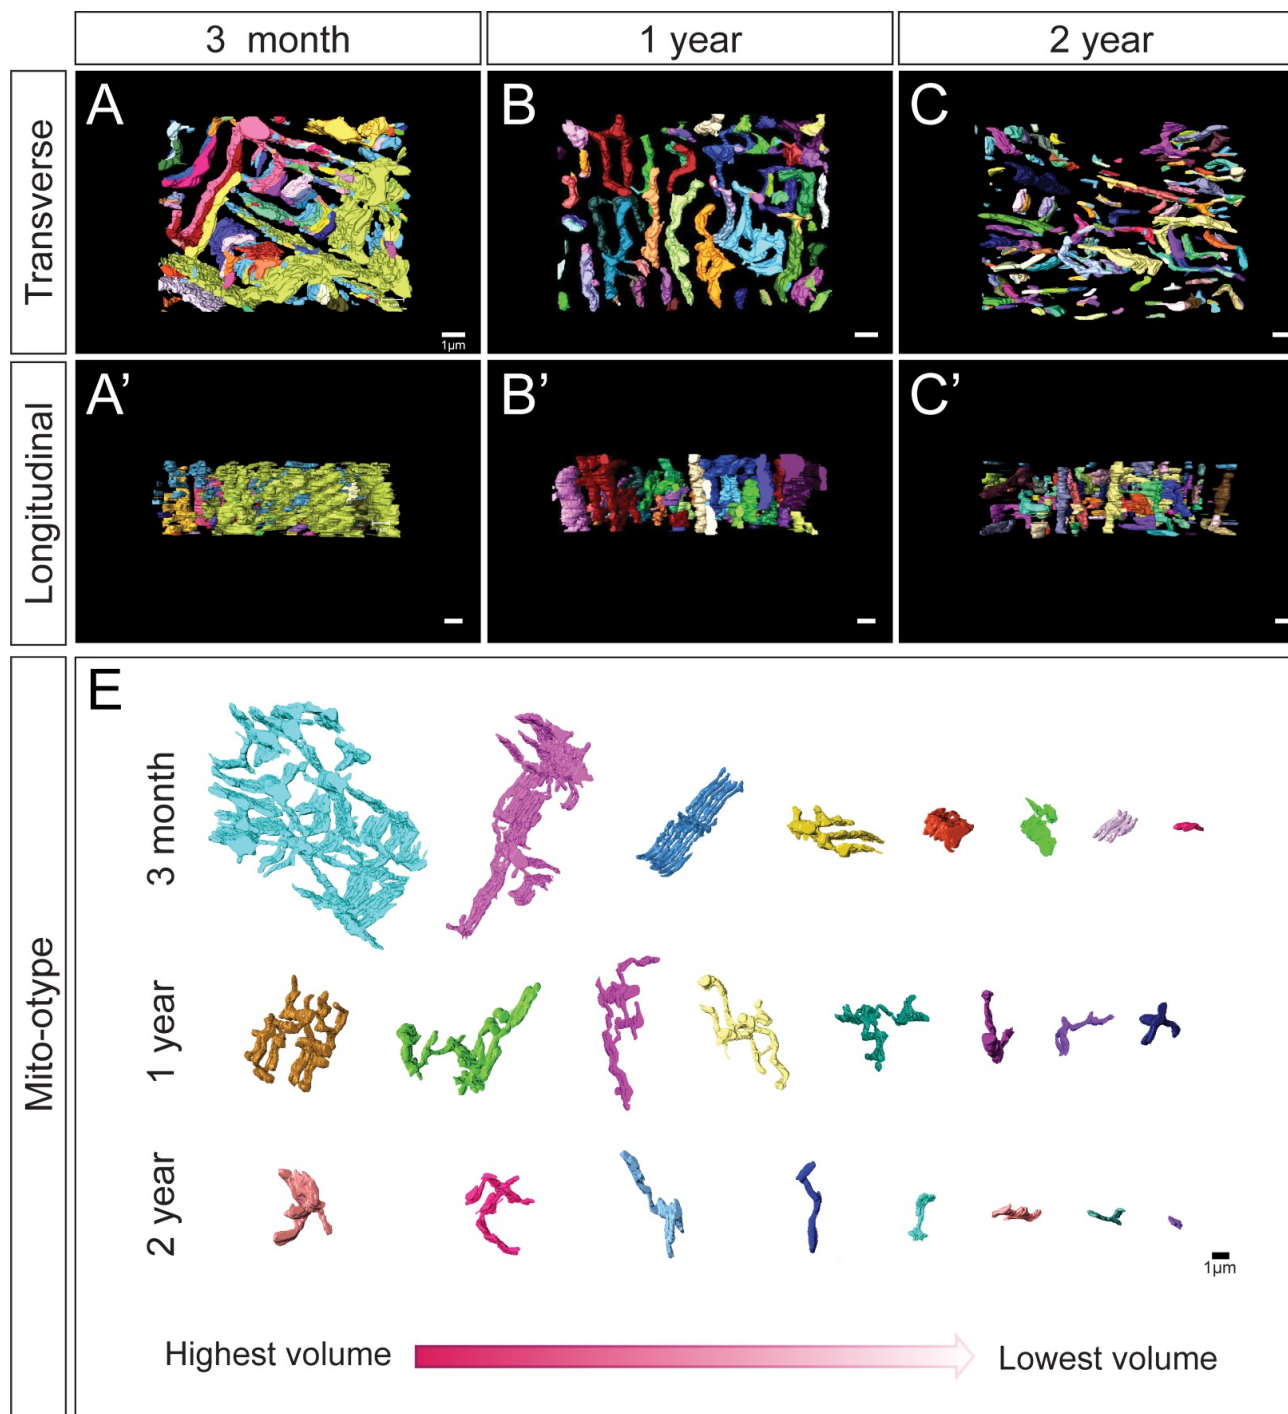 3 month
1 year
2 year
Transverse
A
B
C
1µm
Longitudinal
A’
B’
C’
Mito-otype
E
3 month
1 year
2 year
1µm
Highest volume
Lowest volume